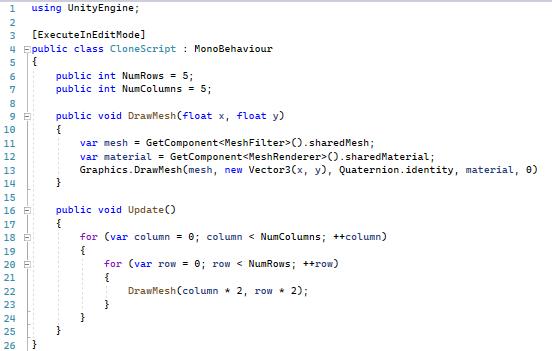 1 using UnityEngine;
2
3 [ExecuteInEditMode]
4 public class CloneScript : MonoBehaviour
5 {
6     public int NumRows = 5;
7     public int NumColumns = 5;
8
9     public void DrawMesh(float x, float y)
10     {
11         var mesh = GetComponent<MeshFilter>().sharedMesh;
12         var material = GetComponent<MeshRenderer>().sharedMaterial;
13         Graphics.DrawMesh(mesh, new Vector3(x, y), Quaternion.identity, material, 0)
14     }
15
16     public void Update()
17     {
18         for (var column = 0; column < NumColumns; ++column)
19         {
20             for (var row = 0; row < NumRows; ++row)
21             {
22                 DrawMesh(column * 2, row * 2);
23             }
24         }
25     }
26 }